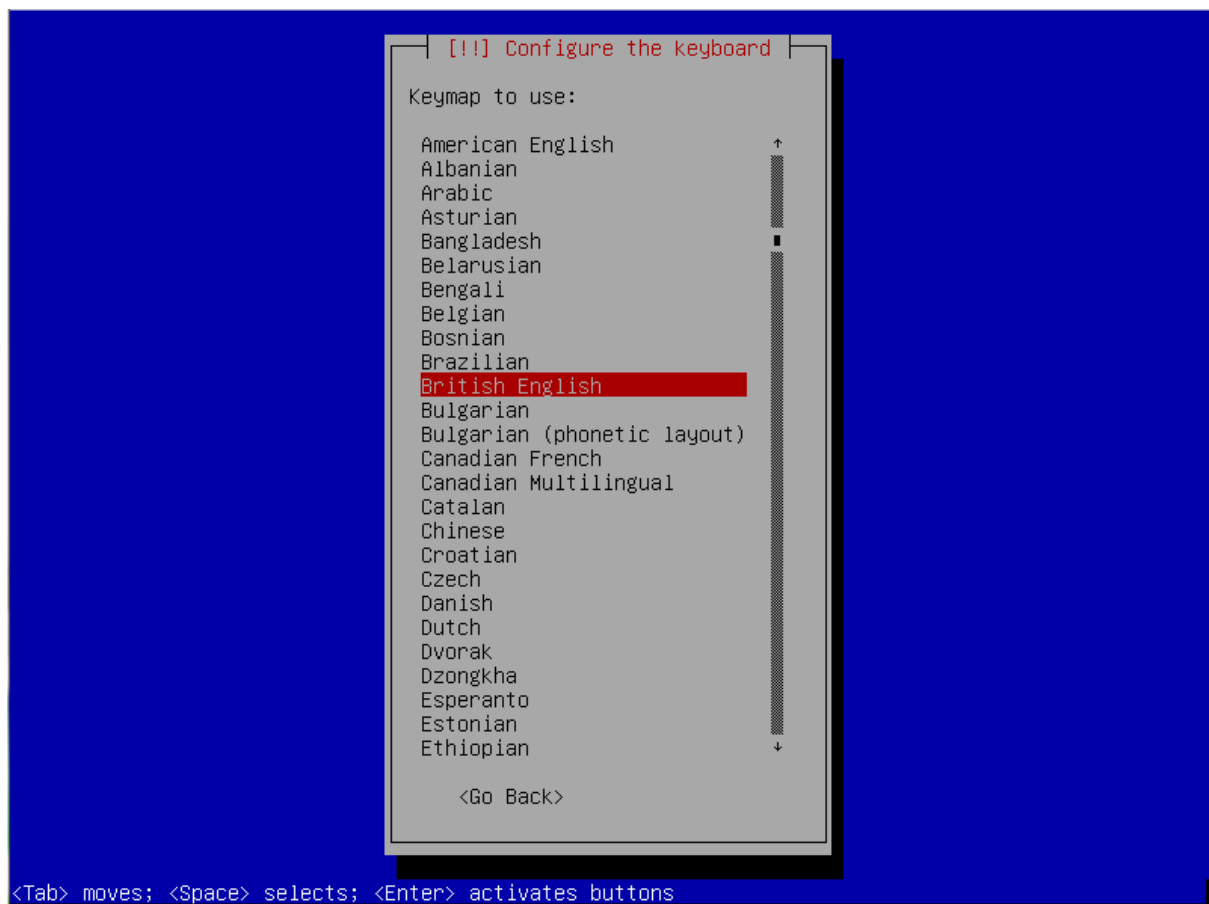 [!!] Configure the keyboard
Keymap to use:
American English
Albanian
Arabic
Asturian
Bangladesh
Belarusian
Bengali
Belgian
Bosnian
Brazilian
British English
Bulgarian
Bulgarian (phonetic layout)
Canadian French
Canadian Multilingual
Catalan
Chinese
Croatian
Czech
Danish
Dutch
Dvorak
Dzongkha
Esperanto
Estonian
Ethiopian
<Go Back>
<Tab> moves; <Space> selects; <Enter> activates buttons